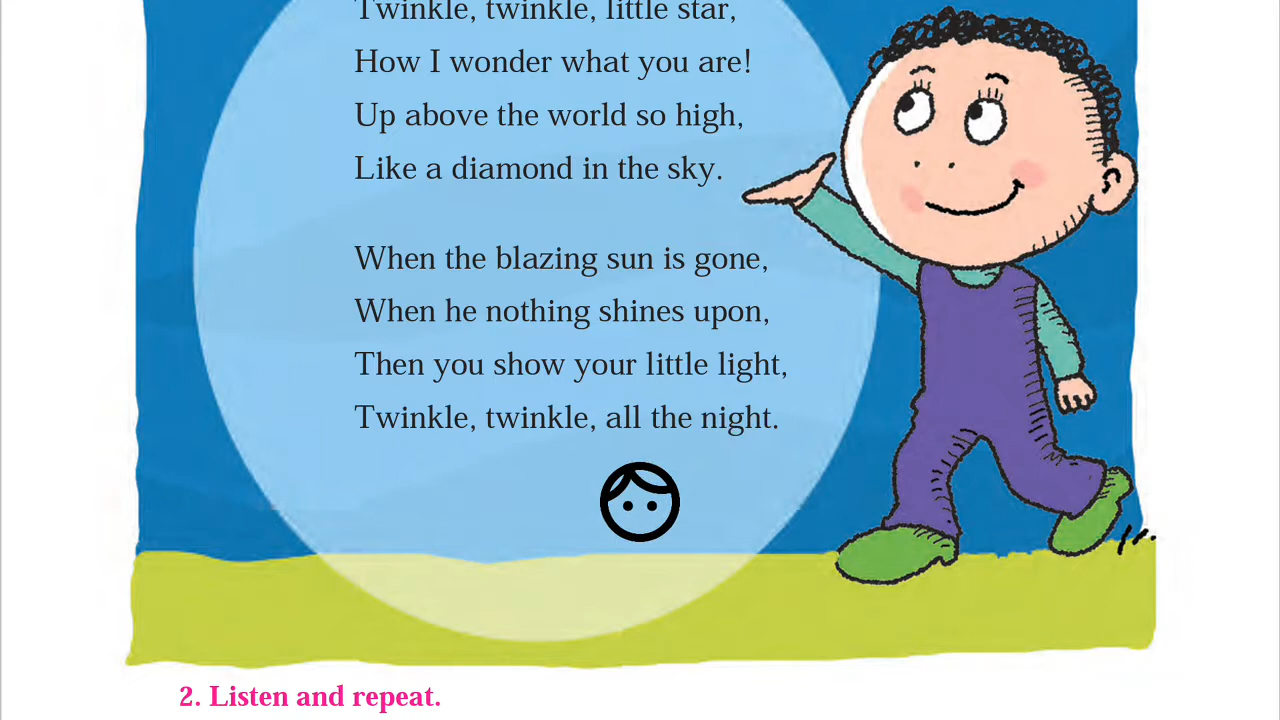 Twinkle, twinkle, little star,
How I wonder what you are!
Up above the world so high,
Like a diamond in the sky.
When the blazing sun is gone,
When he nothing shines upon,
Then you show your little light,
Twinkle, twinkle, all the night.
2. Listen and repeat.